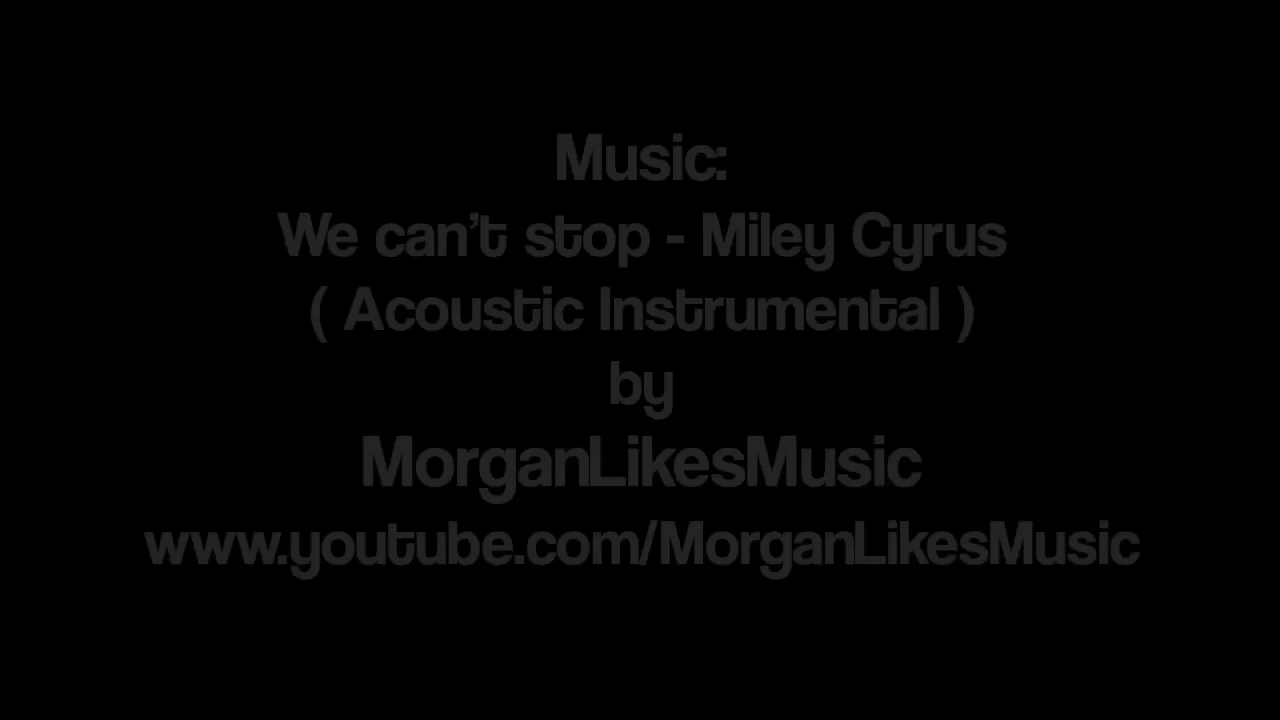 Music:
We can't stop - Miley Cyrus
( Acoustic Instrumental )
by
MorganLikesMusic
www.youtube.com/MorganLikesMusic